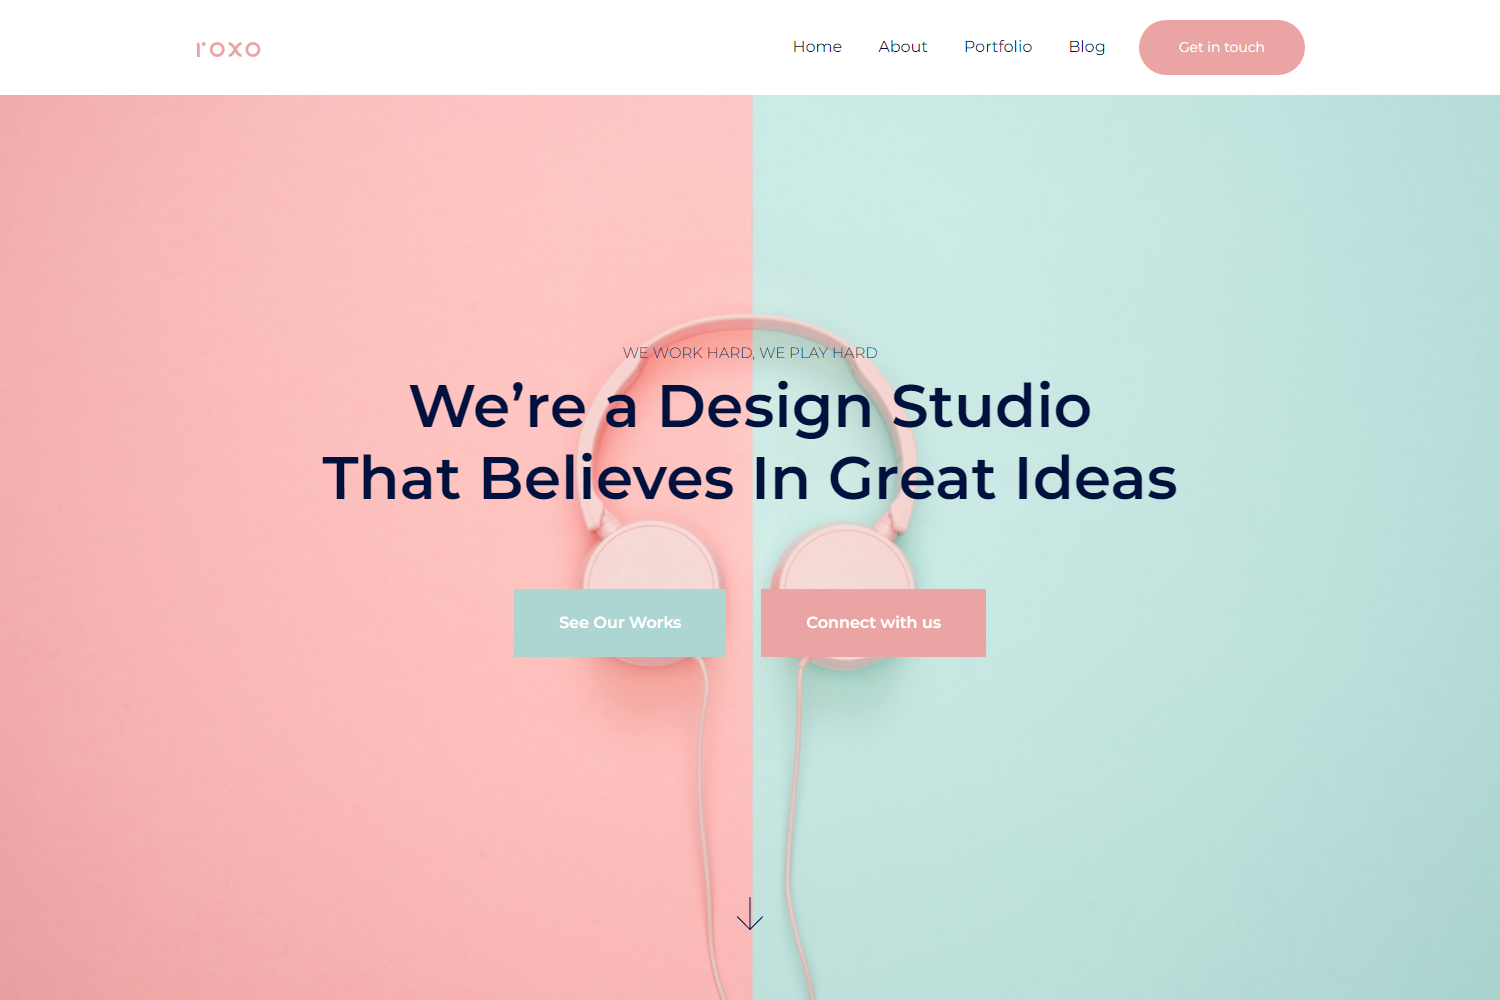 roxo
Home About Portfolio Blog Get in touch
WE WORK HARD, WE PLAY HARD
We’re a Design Studio
That Believes In Great Ideas
See Our Works Connect with us